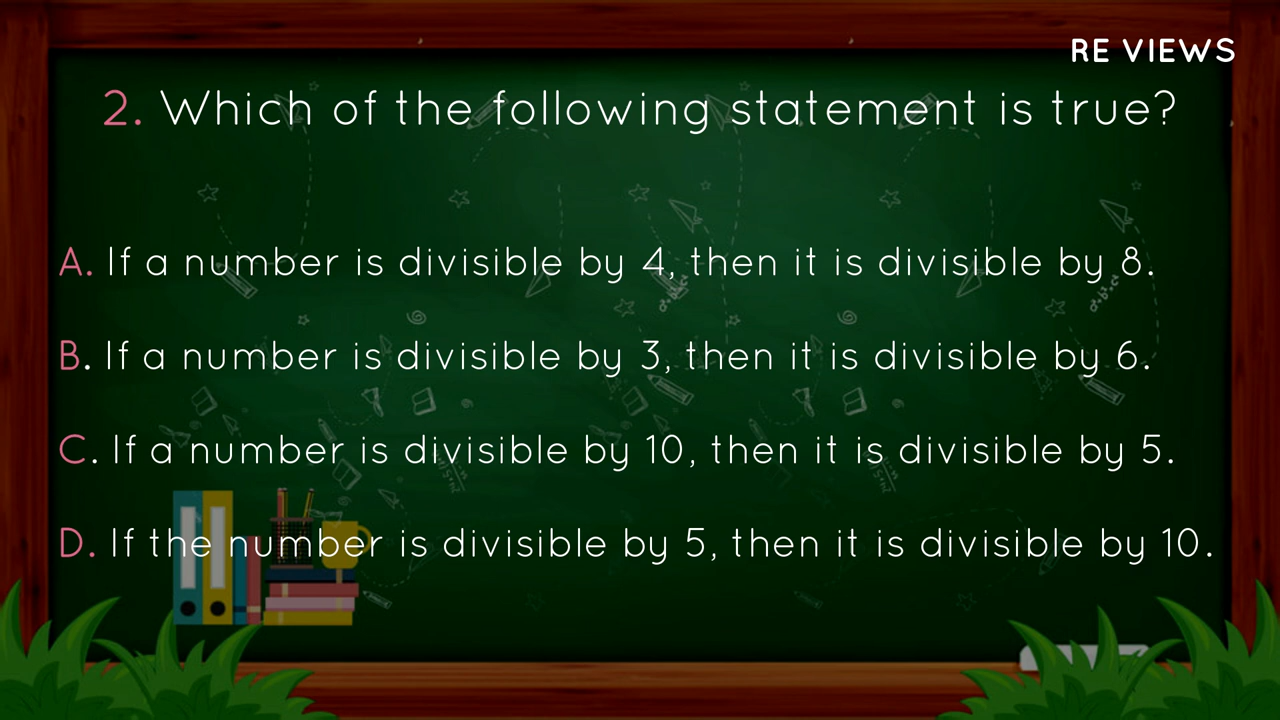 RE VIEWS
2. Which of the following statement is true?
A. If a number is divisible by 4, then it is divisible by 8.
B. If a number is divisible by 3, then it is divisible by 6.
C. If a number is divisible by 10, then it is divisible by 5.
D. If the number is divisible by 5, then it is divisible by 10.